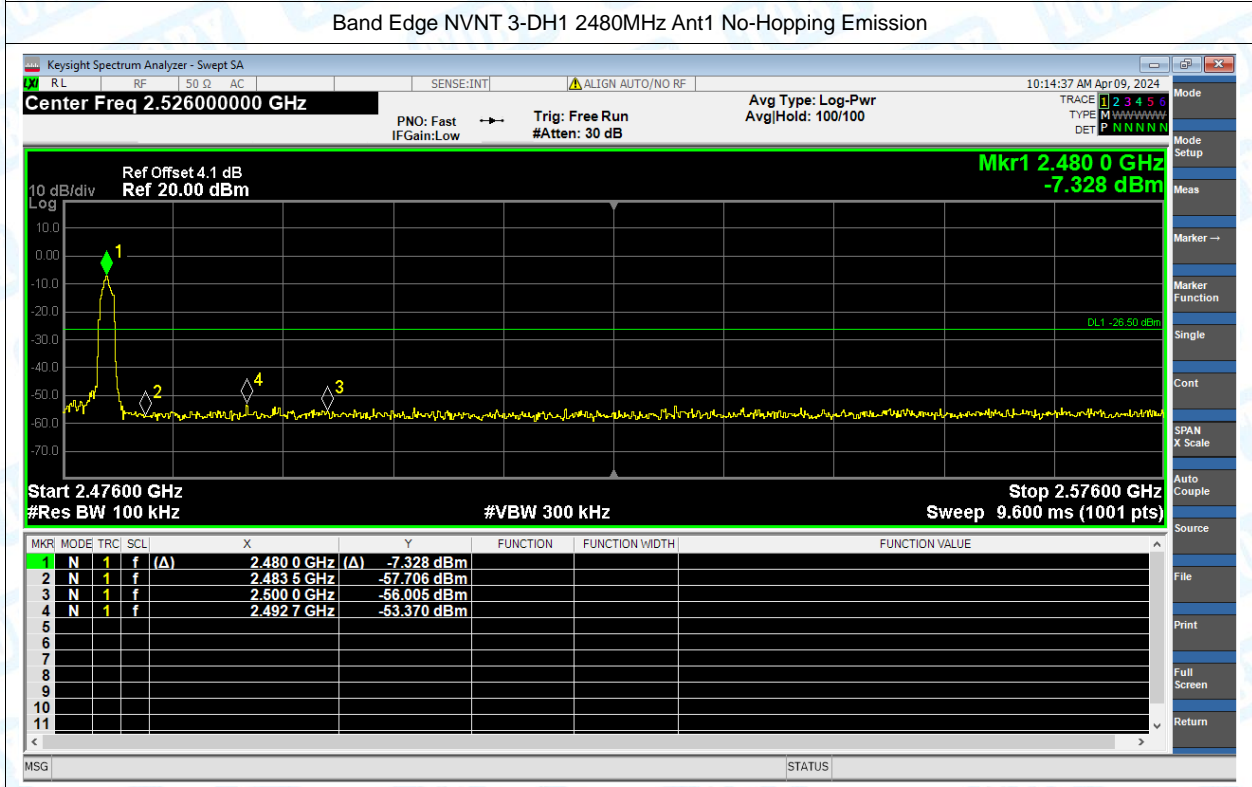 Band Edge NVNT 3-DH1 2480MHz Ant1 No-Hopping Emission
Keysight Spectrum Analyzer - Swept SA
LXI RL RF 50 Ω AC SENSE:INT ALIGN AUTO/NO RF 10:14:37 AM Apr 09, 2024
Center Freq 2.526000000 GHz
PNO: Fast
IFGain:Low
Trig: Free Run
#Atten: 30 dB
Avg Type: Log-Pwr
Avg|Hold: 100/100
TRACE 1 2 3 4 5 6
TYPE M WWWWW
DET P N N N N N
Ref Offset 4.1 dB
Ref 20.00 dBm
10 dB/div
Log
Mkr1 2.480 0 GHz
-7.328 dBm
10.0
0.00
-10.0
-20.0
-30.0
-40.0
-50.0
-60.0
-70.0
1
2
4
3
DL1 -26.50 dBm
Start 2.47600 GHz
Stop 2.57600 GHz
#Res BW 100 kHz
#VBW 300 kHz
Sweep 9.600 ms (1001 pts)
MKR MODE TRC SCL X Y FUNCTION FUNCTION WIDTH FUNCTION VALUE
1 N 1 f (Δ) 2.480 0 GHz (Δ) -7.328 dBm
2 N 1 f 2.483 5 GHz -57.706 dBm
3 N 1 f 2.500 0 GHz -56.005 dBm
4 N 1 f 2.492 7 GHz -53.370 dBm
5
6
7
8
9
10
11
MSG
STATUS
Mode
Mode
Setup
Meas
Marker →
Marker
Function
Single
Cont
SPAN
X Scale
Auto
Couple
Source
File
Print
Full
Screen
Return